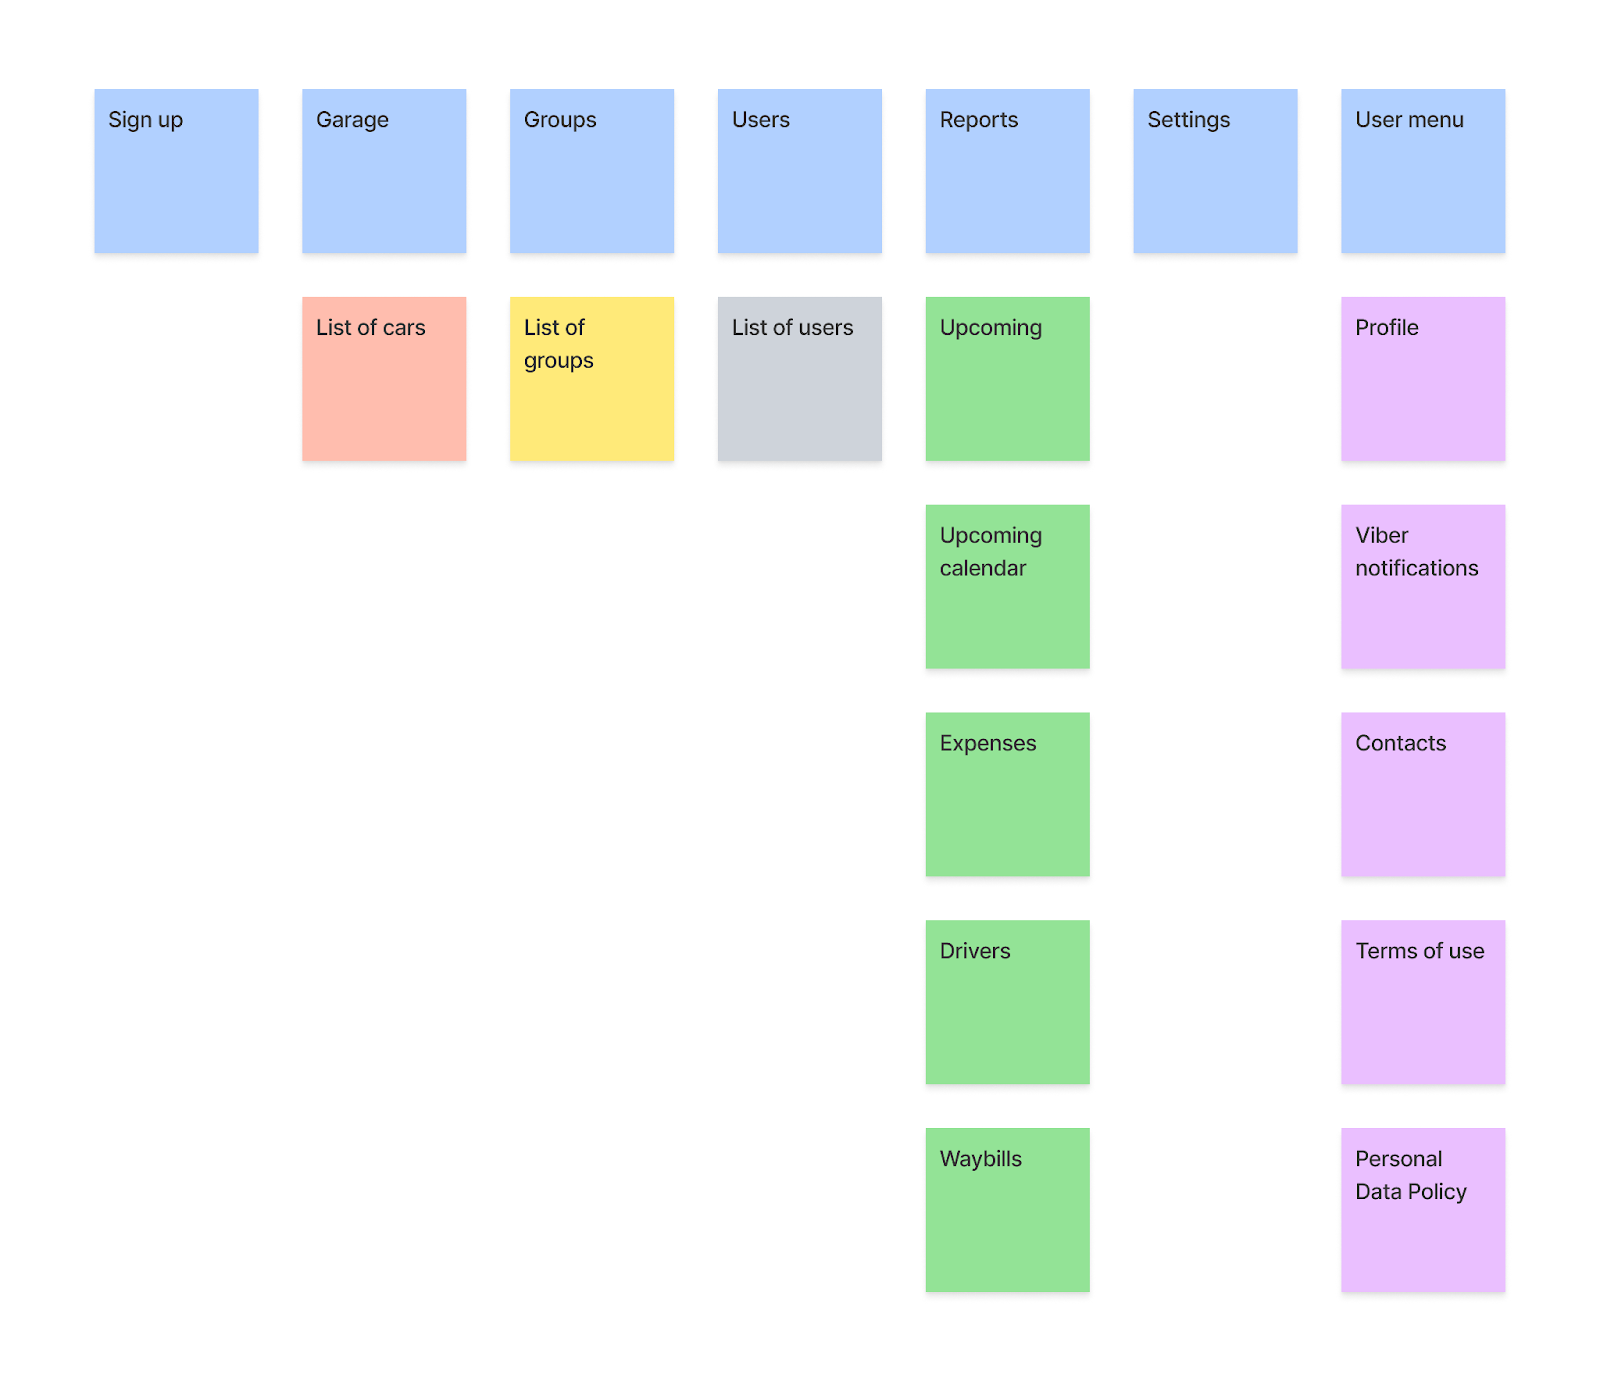 Sign up
Garage
Groups
Users
Reports
Settings
User menu
List of cars
List of
groups
List of users
Upcoming
Profile
Upcoming
calendar
Viber
notifications
Expenses
Contacts
Drivers
Terms of use
Waybills
Personal
Data Policy